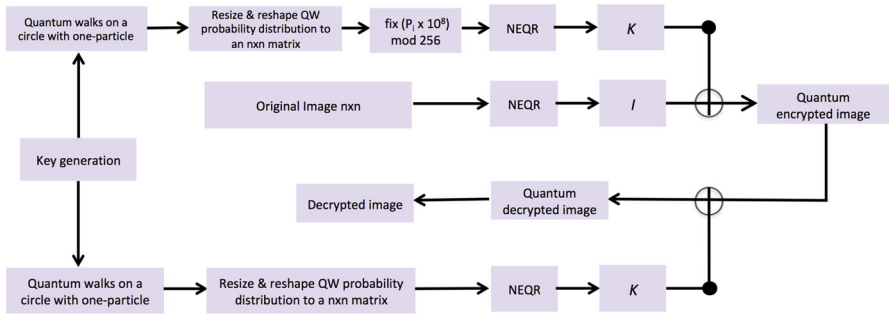 Quantum walks on a
circle with one-particle
Resize & reshape QW
probability distribution to
an nxn matrix
fix (Pi x 10⁸)
mod 256
NEQR
K
Original Image nxn
NEQR
I
Quantum
encrypted image
Key generation
Decrypted image
Quantum
decrypted image
Quantum walks on a
circle with one-particle
Resize & reshape QW probability
distribution to a nxn matrix
NEQR
K